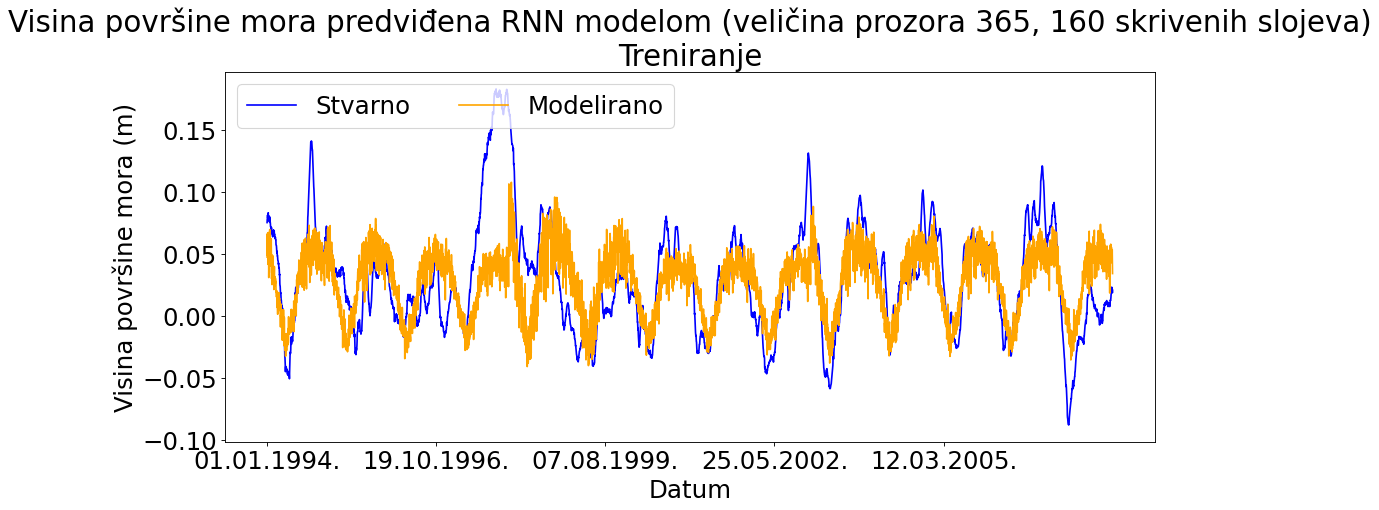 Visina površine mora predviđena RNN modelom (veličina prozora 365, 160 skrivenih slojeva)
Treniranje
Stvarno
Modelirano
Visina površine mora (m)
0.15
0.10
0.05
0.00
−0.05
−0.10
01.01.1994.
19.10.1996.
07.08.1999.
25.05.2002.
12.03.2005.
Datum